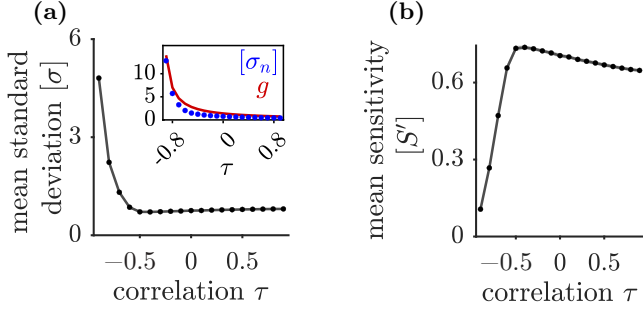 (a)
mean standard
deviation [σ]
6
3
0
−0.5
0
0.5
correlation τ
10
5
0
-0.8
0
0.8
τ
[σₙ]
g
(b)
mean sensitivity
[S′]
0.6
0.3
0
−0.5
0
0.5
correlation τ